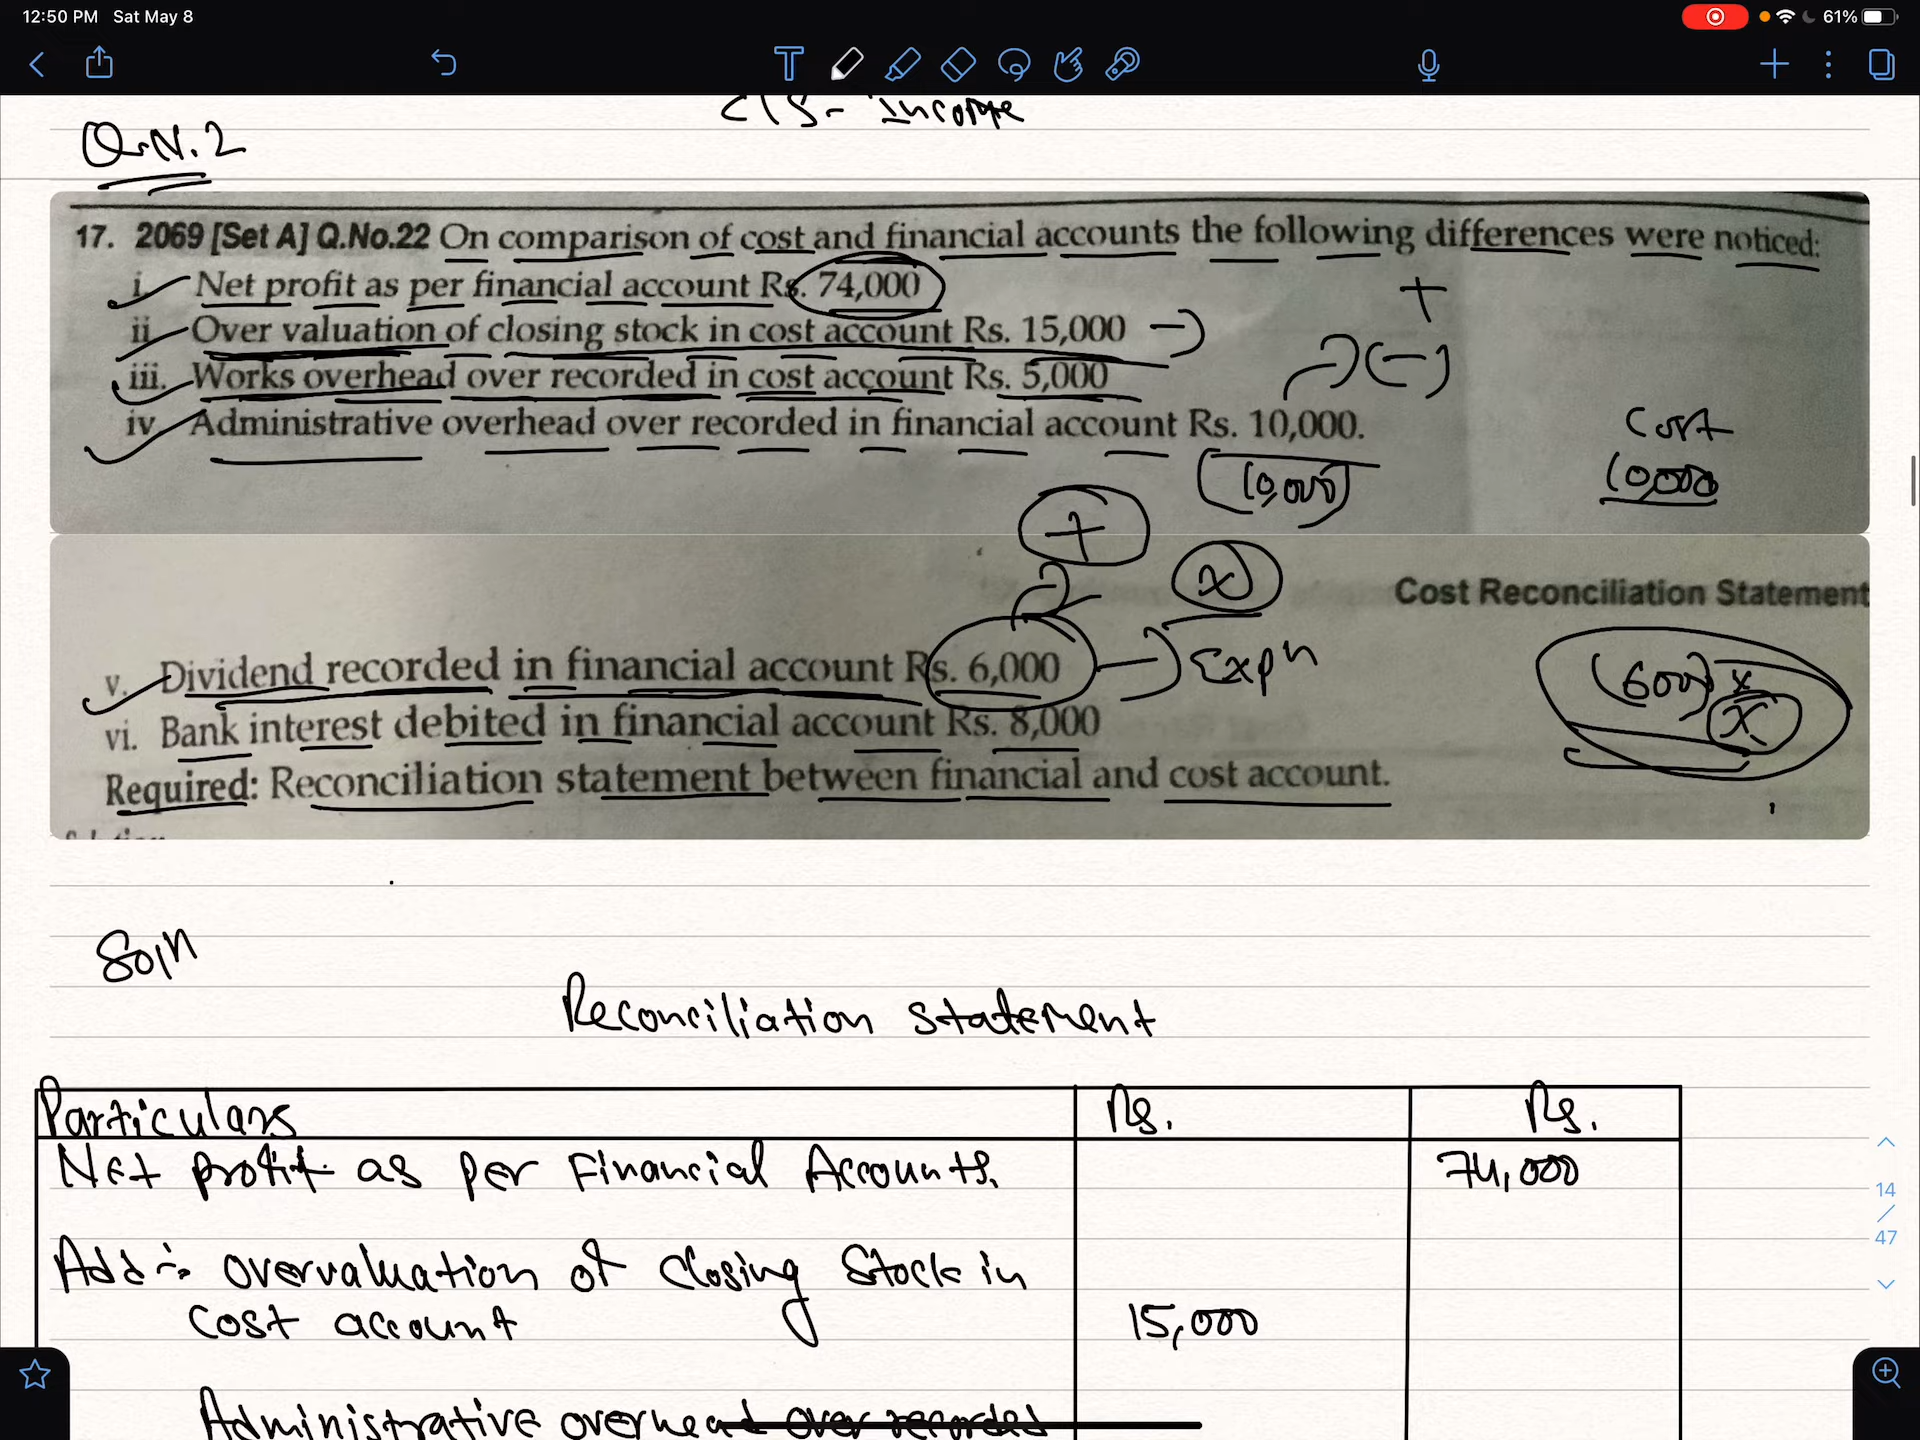 12:50 PM Sat May 8
61%
CTS - Income
Q.N.2
17. 2069 [Set A] Q.No.22 On comparison of cost and financial accounts the following differences were noticed:
i. Net profit as per financial account Rs. 74,000
+
ii. Over valuation of closing stock in cost account Rs. 15,000
(-)
iii. Works overhead over recorded in cost account Rs. 5,000
iv. Administrative overhead over recorded in financial account Rs. 10,000.
Cost
(10,000)
10,000
+
x
Cost Reconciliation Statement
v. Dividend recorded in financial account Rs. 6,000
Expn
(6000) x
x
vi. Bank interest debited in financial account Rs. 8,000
Required: Reconciliation statement between financial and cost account.
Soln
Reconciliation statement
Particulars Rs. Rs.
Net profit as per Financial Accounts. 74,000
Add:- overvaluation of closing stock in
cost account 15,000
Administrative overhead over recorded
14
/
47